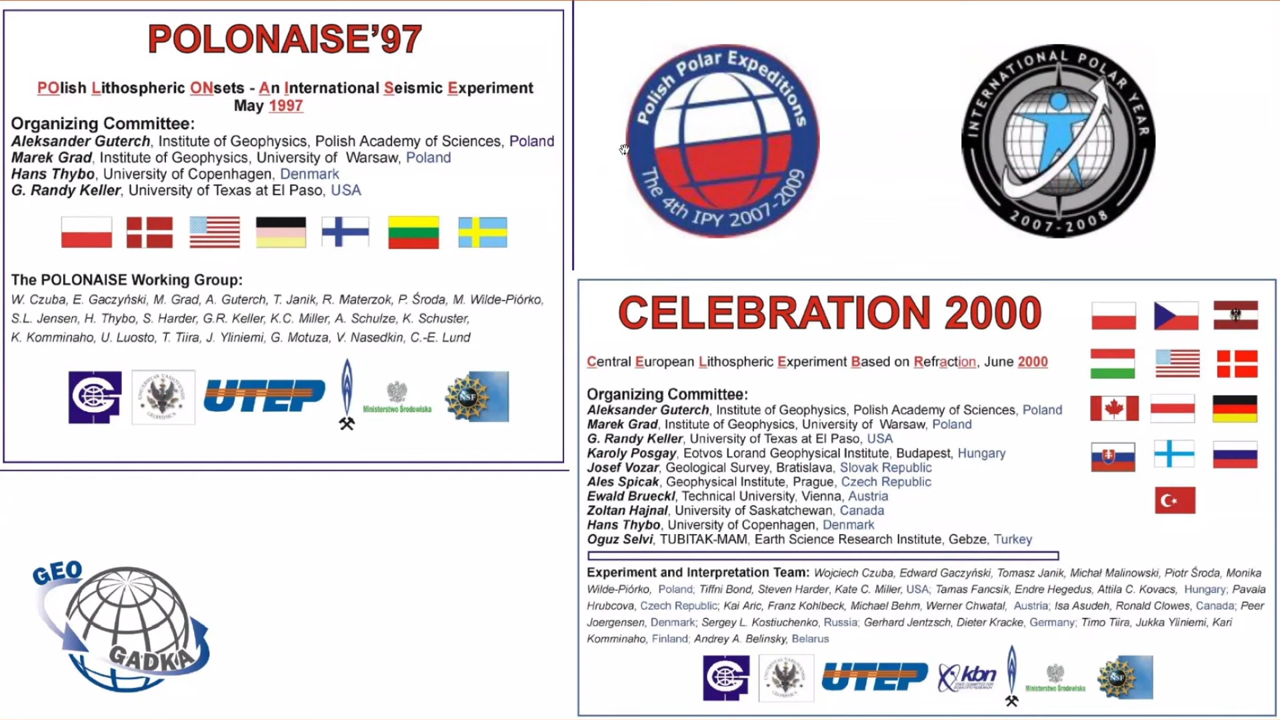 POLONAISE'97
POlish Lithospheric ONsets - An International Seismic Experiment
May 1997
Organizing Committee:
Aleksander Guterch, Institute of Geophysics, Polish Academy of Sciences, Poland
Marek Grad, Institute of Geophysics, University of Warsaw, Poland
Hans Thybo, University of Copenhagen, Denmark
G. Randy Keller, University of Texas at El Paso, USA
The POLONAISE Working Group:
W. Czuba, E. Gaczyński, M. Grad, A. Guterch, T. Janik, R. Materzok, P. Środa, M. Wilde-Piórko,
S.L. Jensen, H. Thybo, S. Harder, G.R. Keller, K.C. Miller, A. Schulze, K. Schuster,
K. Komminaho, U. Luosto, T. Tiira, J. Yliniemi, G. Motuza, V. Nasedkin, C.-E. Lund
UTEP
Ministerstwo Środowiska
NSF
Polish Polar Expeditions
The 4th IPY 2007-2009
INTERNATIONAL POLAR YEAR
2007-2008
CELEBRATION 2000
Central European Lithospheric Experiment Based on Refraction, June 2000
Organizing Committee:
Aleksander Guterch, Institute of Geophysics, Polish Academy of Sciences, Poland
Marek Grad, Institute of Geophysics, University of Warsaw, Poland
G. Randy Keller, University of Texas at El Paso, USA
Karoly Posgay, Eotvos Lorand Geophysical Institute, Budapest, Hungary
Josef Vozar, Geological Survey, Bratislava, Slovak Republic
Ales Spicak, Geophysical Institute, Prague, Czech Republic
Ewald Brueckl, Technical University, Vienna, Austria
Zoltan Hajnal, University of Saskatchewan, Canada
Hans Thybo, University of Copenhagen, Denmark
Oguz Selvi, TUBITAK-MAM, Earth Science Research Institute, Gebze, Turkey
Experiment and Interpretation Team: Wojciech Czuba, Edward Gaczyński, Tomasz Janik, Michał Malinowski, Piotr Środa, Monika
Wilde-Piórko, Poland; Tiffni Bond, Steven Harder, Kate C. Miller, USA; Tamas Fancsik, Endre Hegedus, Attila C. Kovacs, Hungary; Pavala
Hrubcova, Czech Republic; Kai Aric, Franz Kohlbeck, Michael Behm, Werner Chwatal, Austria; Isa Asudeh, Ronald Clowes, Canada; Peer
Joergensen, Denmark; Sergey L. Kostiuchenko, Russia; Gerhard Jentzsch, Dieter Kracke, Germany; Timo Tiira, Jukka Yliniemi, Kari
Komminaho, Finland; Andrey A. Belinsky, Belarus
UTEP
kbn
Ministerstwo Środowiska
NSF
GEO
GADKA